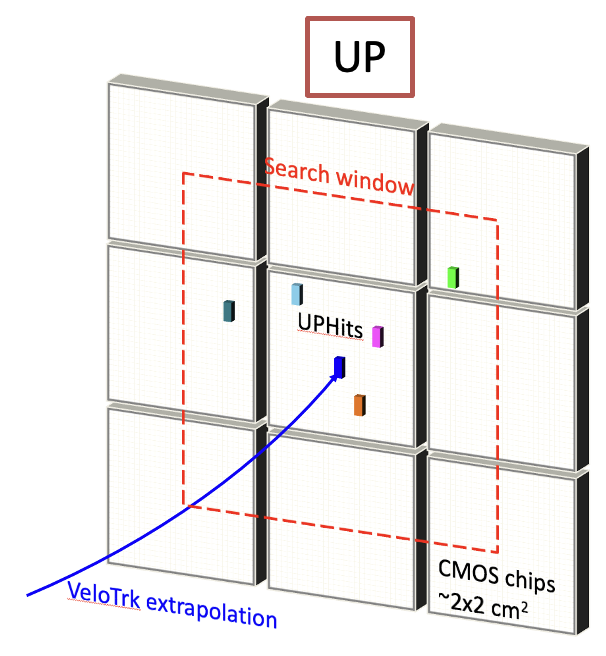 UP
Search window
UPHits
CMOS chips
~2x2 cm²
VeloTrk extrapolation